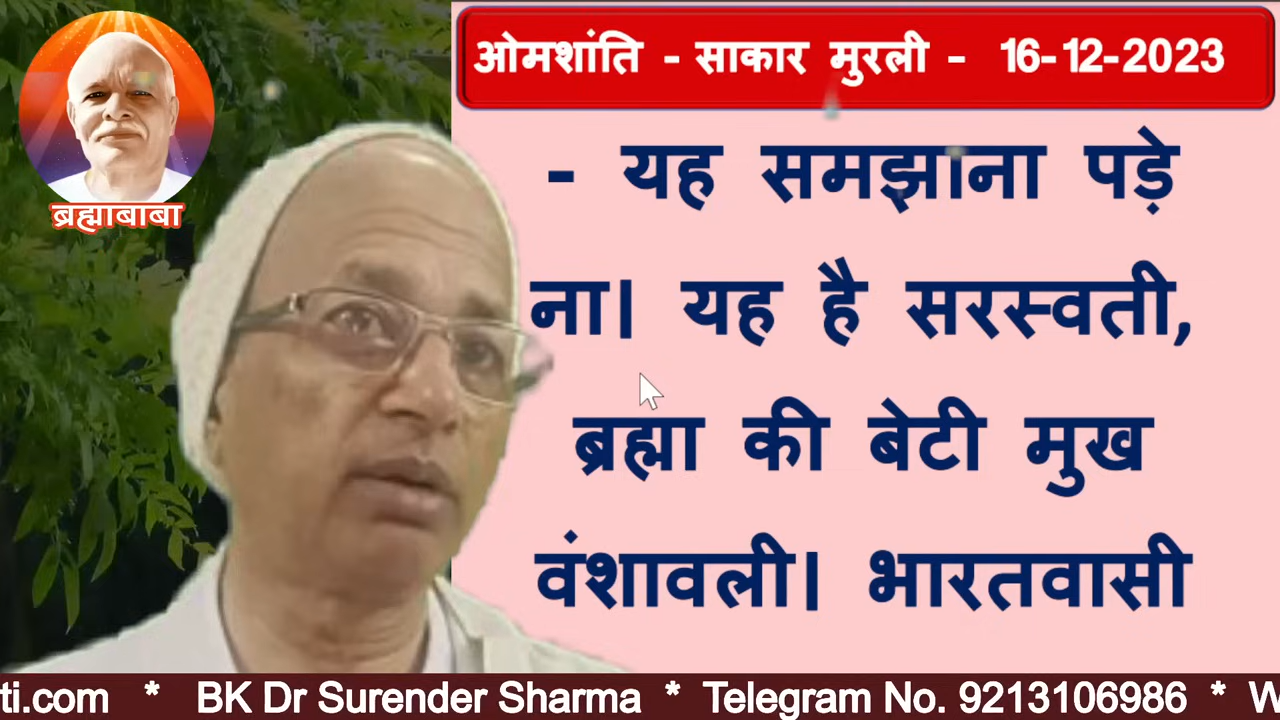 ओमशांति - साकार मुरली - 16-12-2023
ब्रह्माबाबा
- यह समझाना पड़े
ना। यह है सरस्वती,
ब्रह्मा की बेटी मुख
वंशावली। भारतवासी
ti.com * BK Dr Surender Sharma * Telegram No. 9213106986 * W